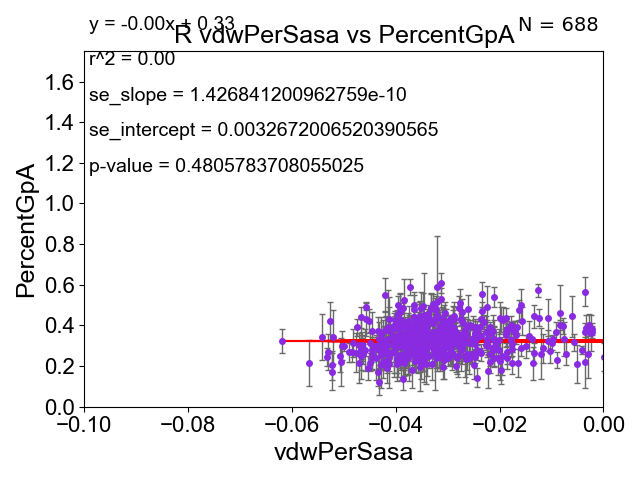 y = -0.00x + 0.33
N = 688
R vdwPerSasa vs PercentGpA
r^2 = 0.00
se_slope = 1.426841200962759e-10
se_intercept = 0.0032672006520390565
p-value = 0.4805783708055025
PercentGpA
1.6
1.4
1.2
1.0
0.8
0.6
0.4
0.2
0.0
−0.10
−0.08
−0.06
−0.04
−0.02
0.00
vdwPerSasa